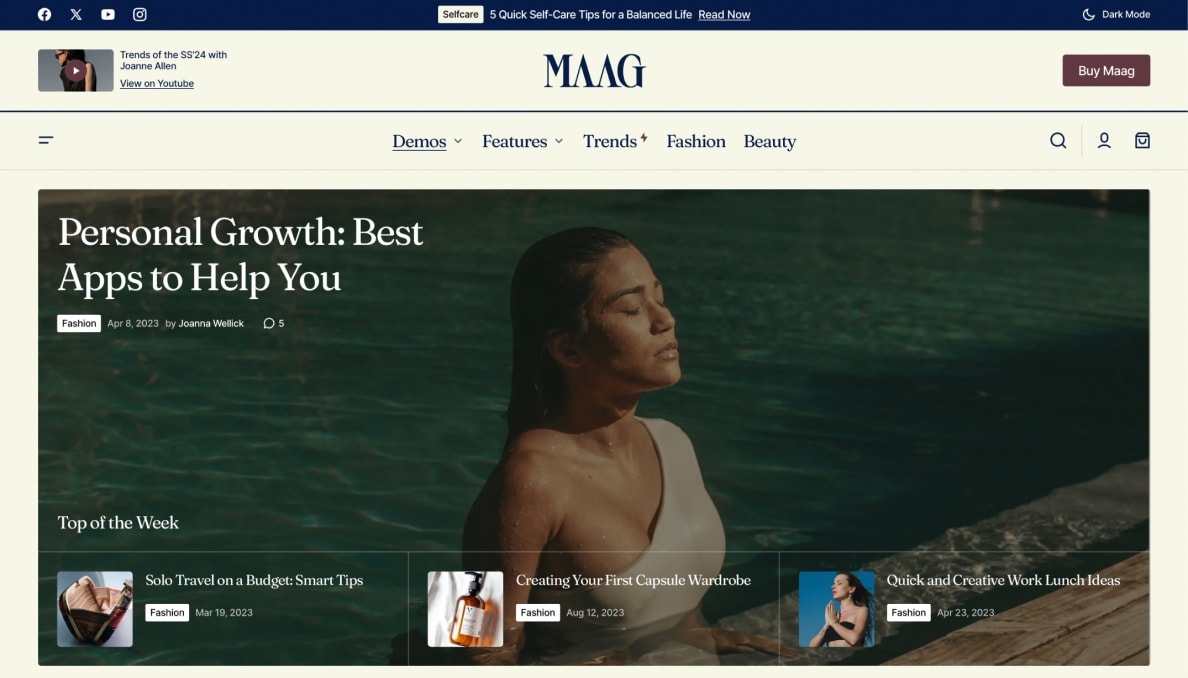 Selfcare 5 Quick Self-Care Tips for a Balanced Life Read Now
Dark Mode
Trends of the SS'24 with
Joanne Allen
View on Youtube
MAAG
Buy Maag
Demos Features Trends Fashion Beauty
Personal Growth: Best
Apps to Help You
Fashion Apr 8, 2023 by Joanna Wellick 5
Top of the Week
Solo Travel on a Budget: Smart Tips
Fashion Mar 19, 2023
Creating Your First Capsule Wardrobe
Fashion Aug 12, 2023
Quick and Creative Work Lunch Ideas
Fashion Apr 23, 2023